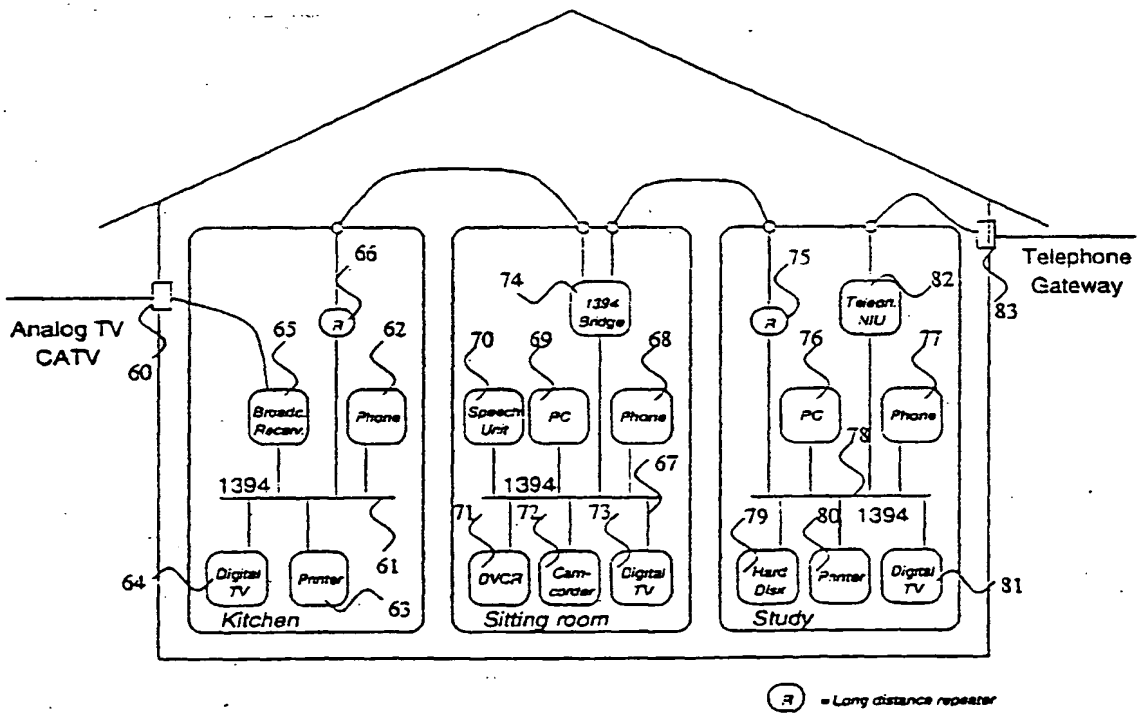 Telephone
Gateway
Analog TV
CATV
60
66
74
1394
Bridge
75
82
83
NIU
65
62
70
69
68
76
77
Phone
Speech
Unit
PC
Phone
PC
Phone
1394
1394
67
78
1394
61
71
72
73
79
80
64
Digital
TV
Printer
63
DVCR
Cam-
corder
Digital
TV
Hard
Disk
Printer
Digital
TV
81
Kitchen
Sitting room
Study
R
R
R = Long distance repeater